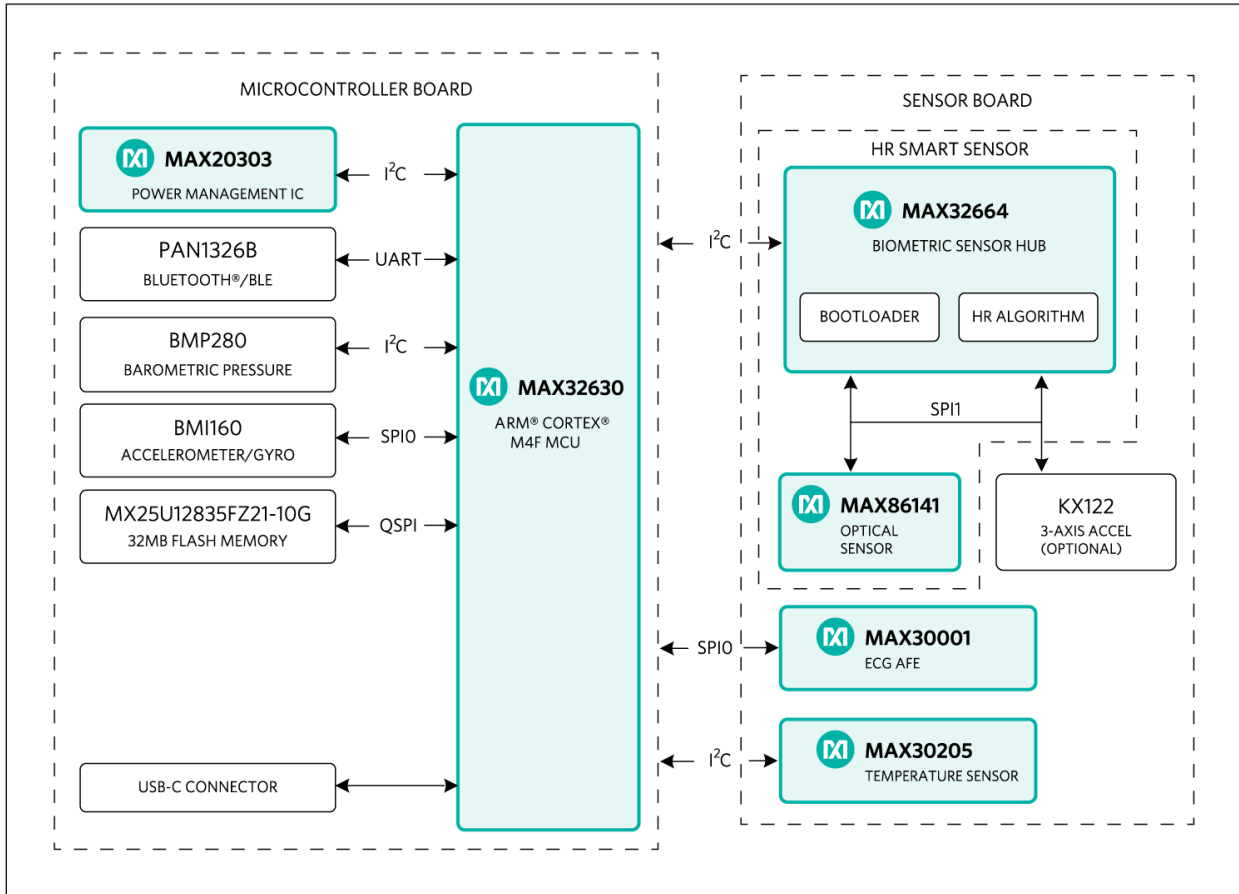 MICROCONTROLLER BOARD
MAX20303
POWER MANAGEMENT IC
I²C
PAN1326B
BLUETOOTH®/BLE
UART
BMP280
BAROMETRIC PRESSURE
I²C
BMI160
ACCELEROMETER/GYRO
SPI0
MX25U12835FZ21-10G
32MB FLASH MEMORY
QSPI
USB-C CONNECTOR
MAX32630
ARM® CORTEX®
M4F MCU
I²C
SPI0
I²C
SENSOR BOARD
HR SMART SENSOR
MAX32664
BIOMETRIC SENSOR HUB
BOOTLOADER
HR ALGORITHM
SPI1
MAX86141
OPTICAL
SENSOR
KX122
3-AXIS ACCEL
(OPTIONAL)
MAX30001
ECG AFE
MAX30205
TEMPERATURE SENSOR